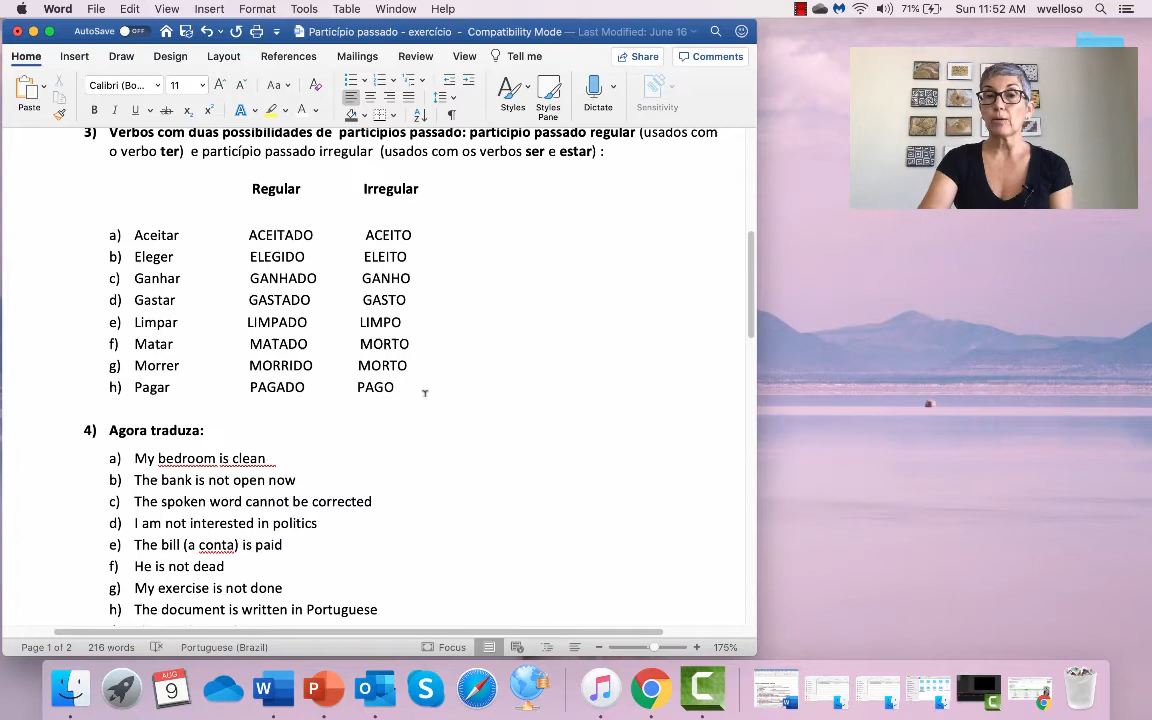 Word File Edit View Insert Format Tools Table Window Help 71% Sun 11:52 AM wvelloso
AutoSave OFF Particípio passado - exercício - Compatibility Mode — Last Modified: June 16
Home Insert Draw Design Layout References Mailings Review View Tell me Share Comments
Calibri (Bo... 11
Paste Styles Styles Pane Dictate Sensitivity
3) Verbos com duas possibilidades de particípios passado: particípio passado regular (usados com
o verbo ter) e particípio passado irregular (usados com os verbos ser e estar) :
Regular Irregular
a) Aceitar ACEITADO ACEITO
b) Eleger ELEGIDO ELEITO
c) Ganhar GANHADO GANHO
d) Gastar GASTADO GASTO
e) Limpar LIMPADO LIMPO
f) Matar MATADO MORTO
g) Morrer MORRIDO MORTO
h) Pagar PAGADO PAGO
4) Agora traduza:
a) My bedroom is clean
b) The bank is not open now
c) The spoken word cannot be corrected
d) I am not interested in politics
e) The bill (a conta) is paid
f) He is not dead
g) My exercise is not done
h) The document is written in Portuguese
Page 1 of 2 216 words Portuguese (Brazil) Focus 175%
AUG
9